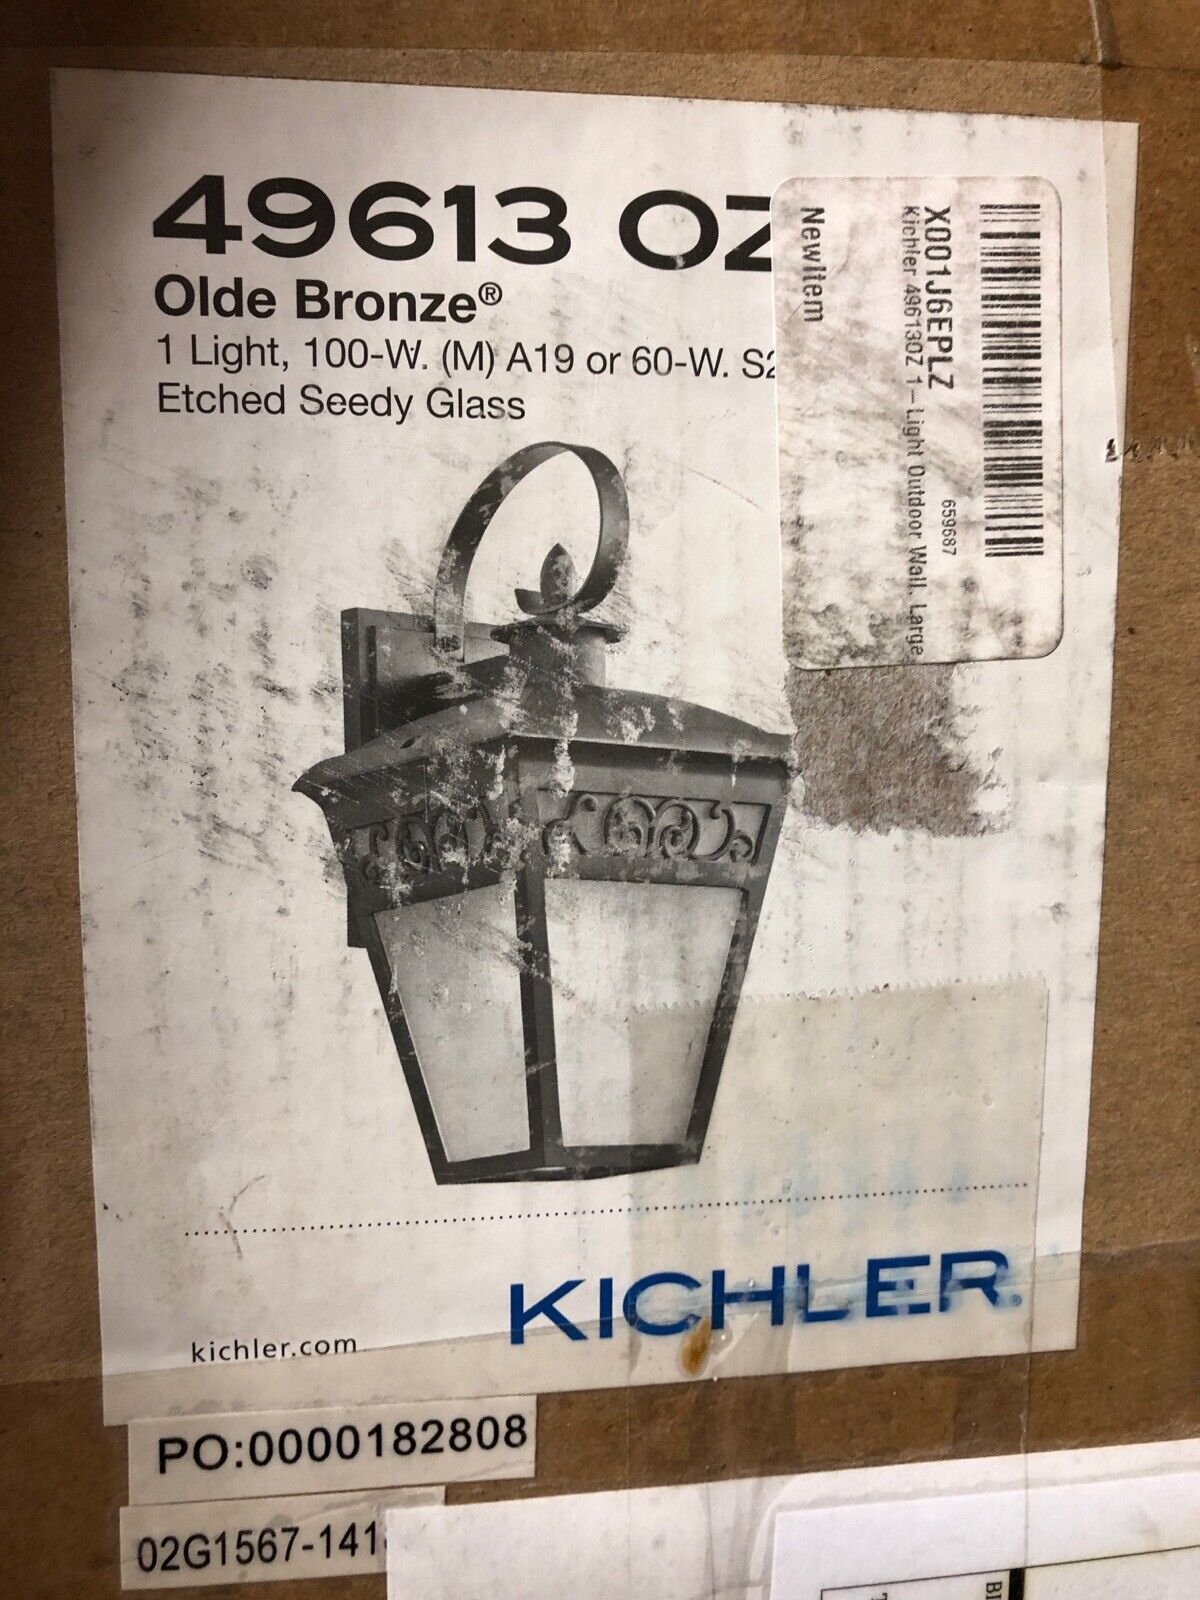 49613 OZ
Olde Bronze®
1 Light, 100-W. (M) A19 or 60-W.
Etched Seedy Glass
X001J6EPLZ
Kichler 49613OZ 1-Light Outdoor Wall. Large
659687
Newitem
KICHLER®
kichler.com
PO:0000182808
02G1567-141